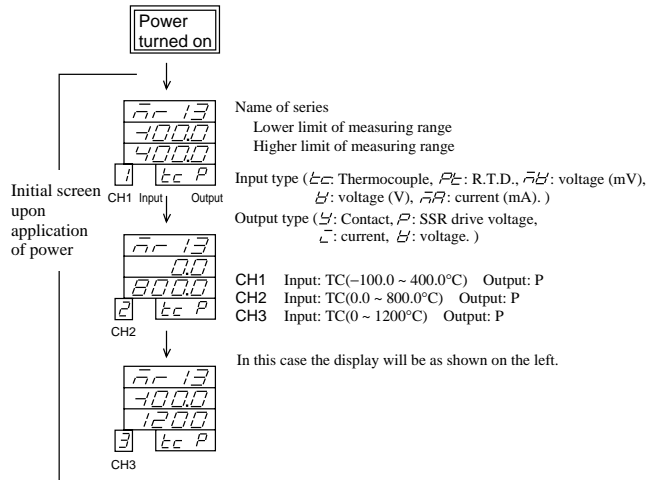 Power
turned on
Initial screen
upon
application
of power
mr 13
-100.0
400.0
1 tc P
CH1 Input Output
Name of series
Lower limit of measuring range
Higher limit of measuring range
Input type (tc: Thermocouple, Pt: R.T.D., mV: voltage (mV),
V: voltage (V), mA: current (mA). )
Output type (Y: Contact, P: SSR drive voltage,
: current, V: voltage. )
mr 13
0.0
800.0
2 tc P
CH2
CH1 Input: TC(−100.0 ~ 400.0°C) Output: P
CH2 Input: TC(0.0 ~ 800.0°C) Output: P
CH3 Input: TC(0 ~ 1200°C) Output: P
In this case the display will be as shown on the left.
mr 13
-100.0
1200
3 tc P
CH3